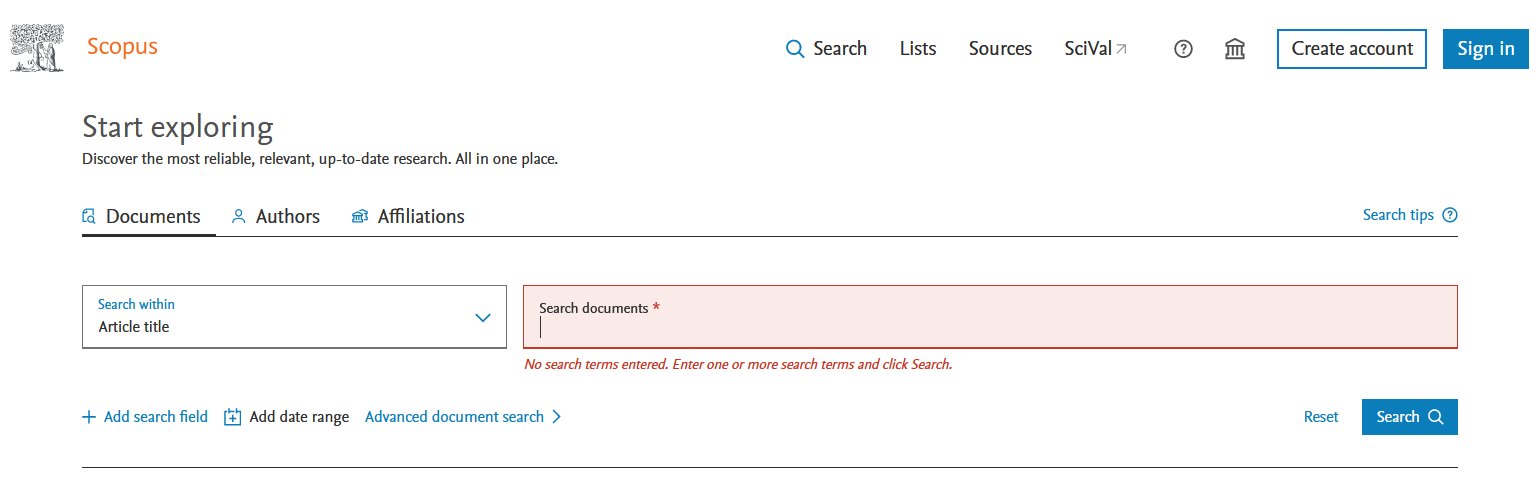 Scopus
Search Lists Sources SciVal Create account Sign in
Start exploring
Discover the most reliable, relevant, up-to-date research. All in one place.
Documents Authors Affiliations Search tips
Search within
Article title
Search documents *
No search terms entered. Enter one or more search terms and click Search.
Add search field Add date range Advanced document search Reset Search